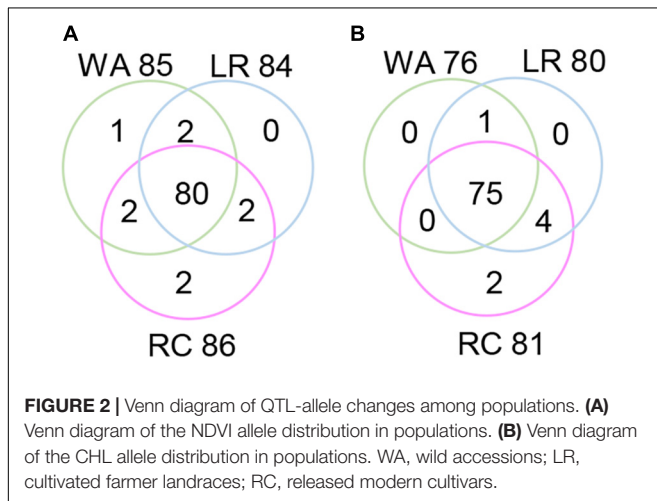 A
B
WA 85 LR 84
WA 76 LR 80
1 2 0
0 1 0
80
75
2 2
0 4
2
2
RC 86
RC 81
FIGURE 2 | Venn diagram of QTL-allele changes among populations. (A)
Venn diagram of the NDVI allele distribution in populations. (B) Venn diagram
of the CHL allele distribution in populations. WA, wild accessions; LR,
cultivated farmer landraces; RC, released modern cultivars.